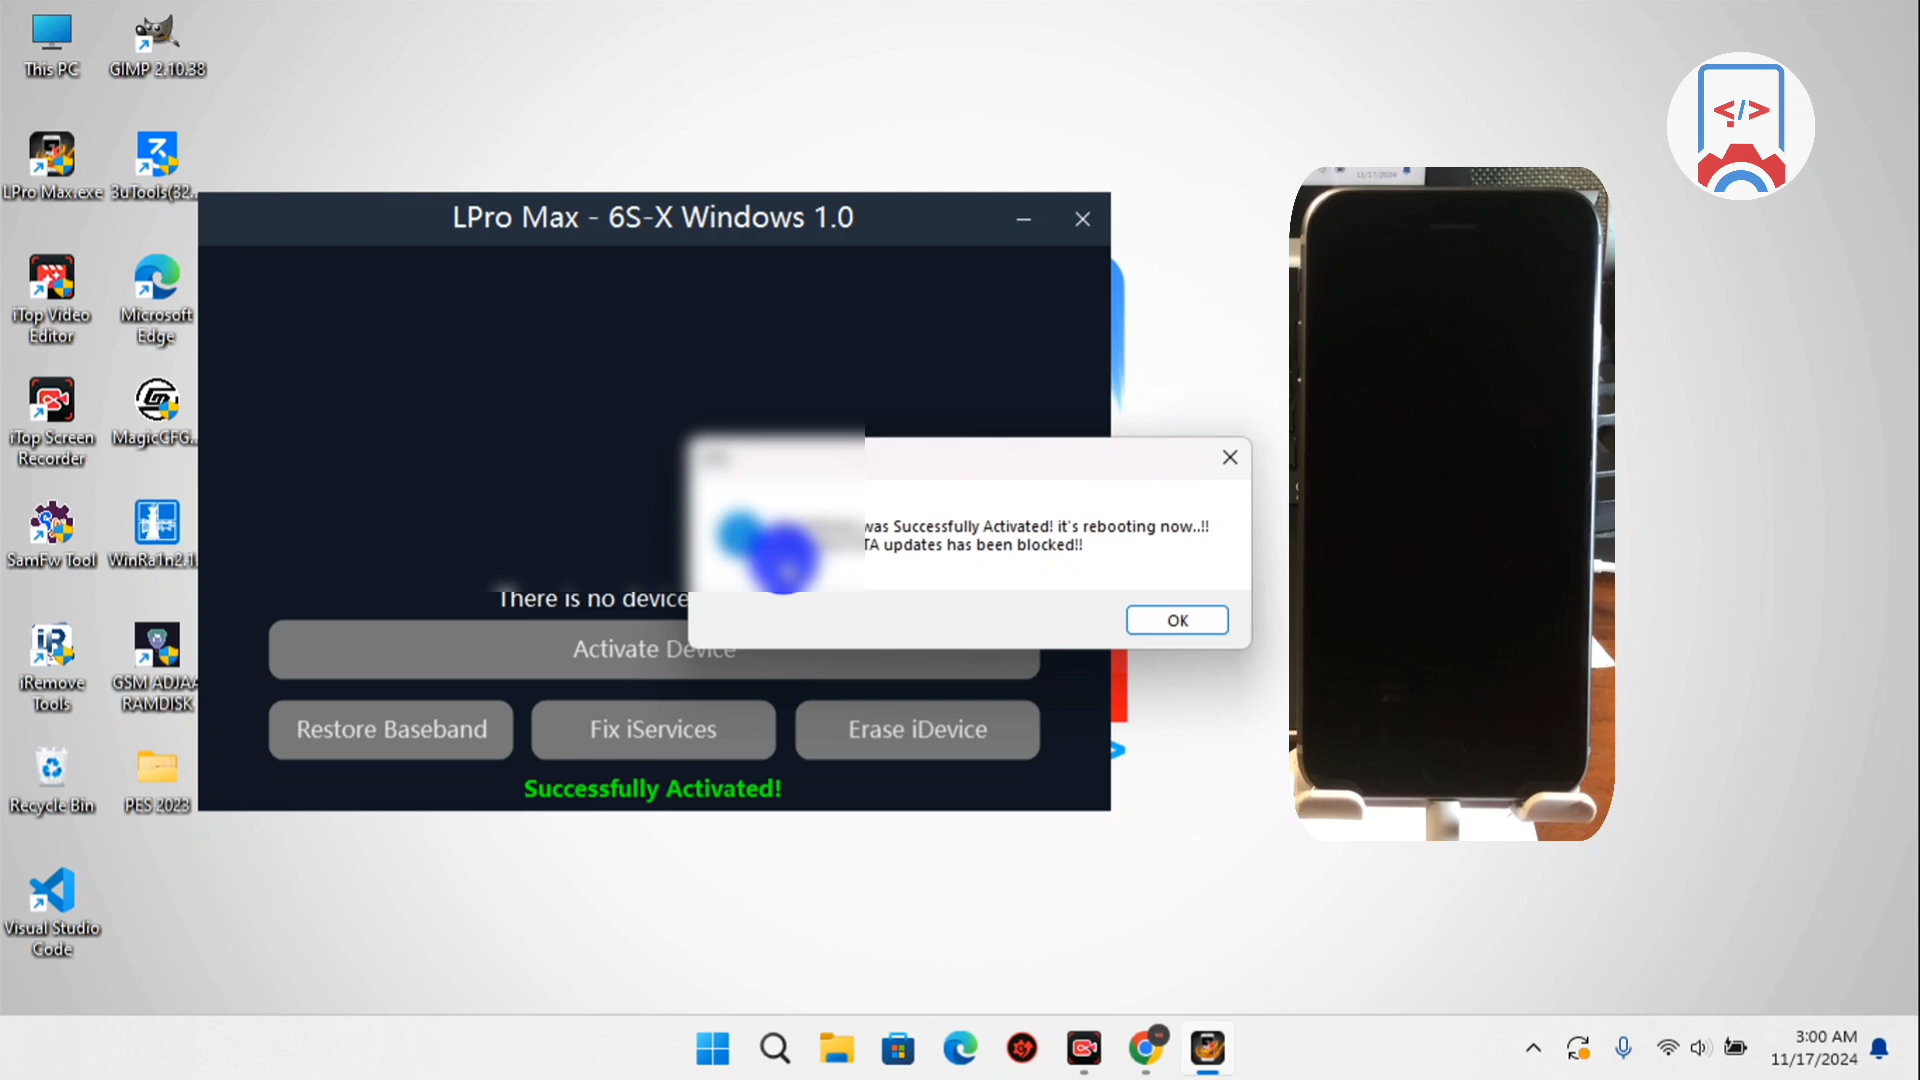 This PC
GIMP 2.10.38
LPro Max.exe
3uTools(32...
iTop Video
Editor
Microsoft
Edge
iTop Screen
Recorder
MagicCFG...
SamFw Tool
WinRa1n2.1...
iRemove
Tools
GSM ADJAA
RAMDISK
Recycle Bin
PES 2023
Visual Studio
Code
LPro Max - 6S-X Windows 1.0
There is no device
Activate Device
Restore Baseband
Fix iServices
Erase iDevice
Successfully Activated!
was Successfully Activated! it's rebooting now..!!
TA updates has been blocked!!
OK
</>
11/17/2024
3:00 AM
11/17/2024